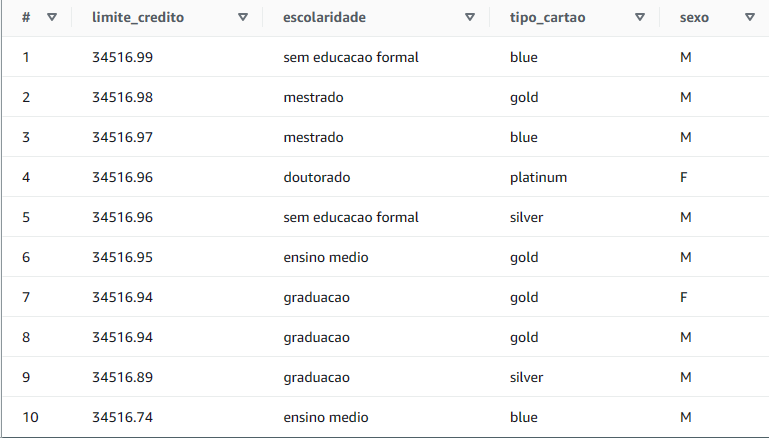 # limite_credito escolaridade tipo_cartao sexo
1 34516.99 sem educacao formal blue M
2 34516.98 mestrado gold M
3 34516.97 mestrado blue M
4 34516.96 doutorado platinum F
5 34516.96 sem educacao formal silver M
6 34516.95 ensino medio gold M
7 34516.94 graduacao gold F
8 34516.94 graduacao gold M
9 34516.89 graduacao silver M
10 34516.74 ensino medio blue M